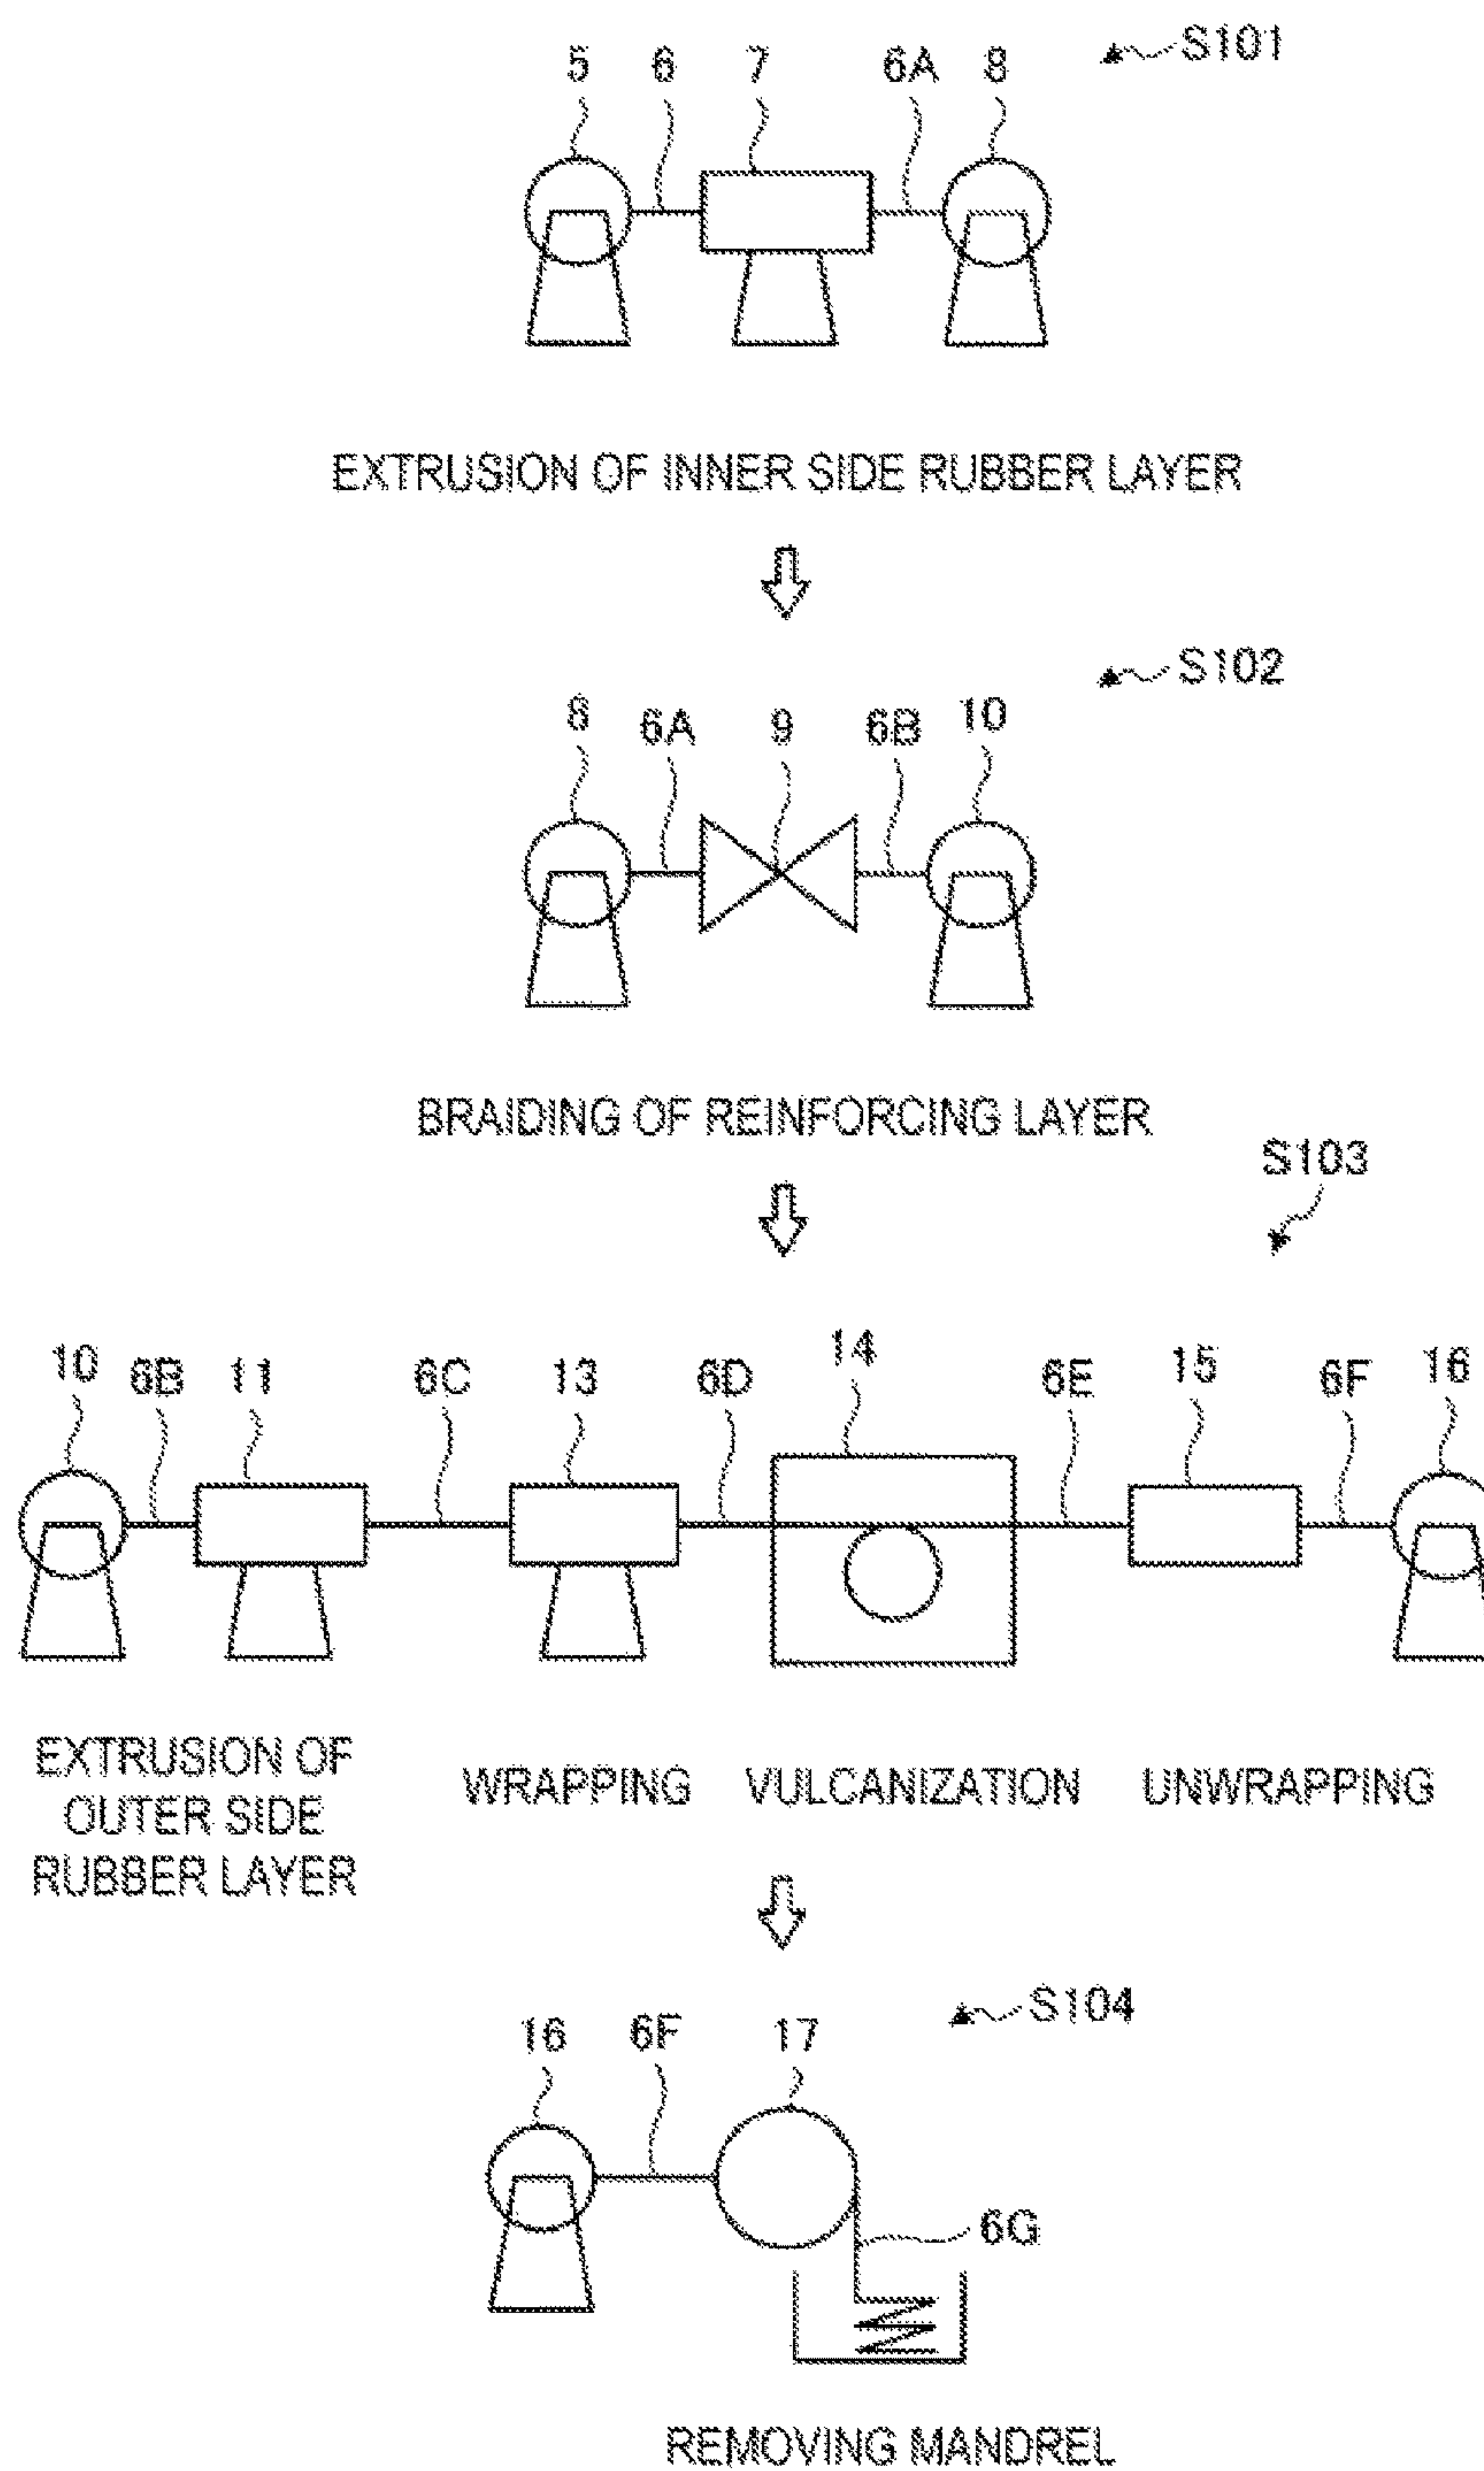 S101
5 6 7 6A 8
EXTRUSION OF INNER SIDE RUBBER LAYER
S102
8 6A 9 6B 10
BRAIDING OF REINFORCING LAYER
S103
10 6B 11 6C 13 6D 14 6E 15 6F 16
EXTRUSION OF
OUTER SIDE
RUBBER LAYER
WRAPPING
VULCANIZATION
UNWRAPPING
S104
16 6F 17
6G
REMOVING MANDREL